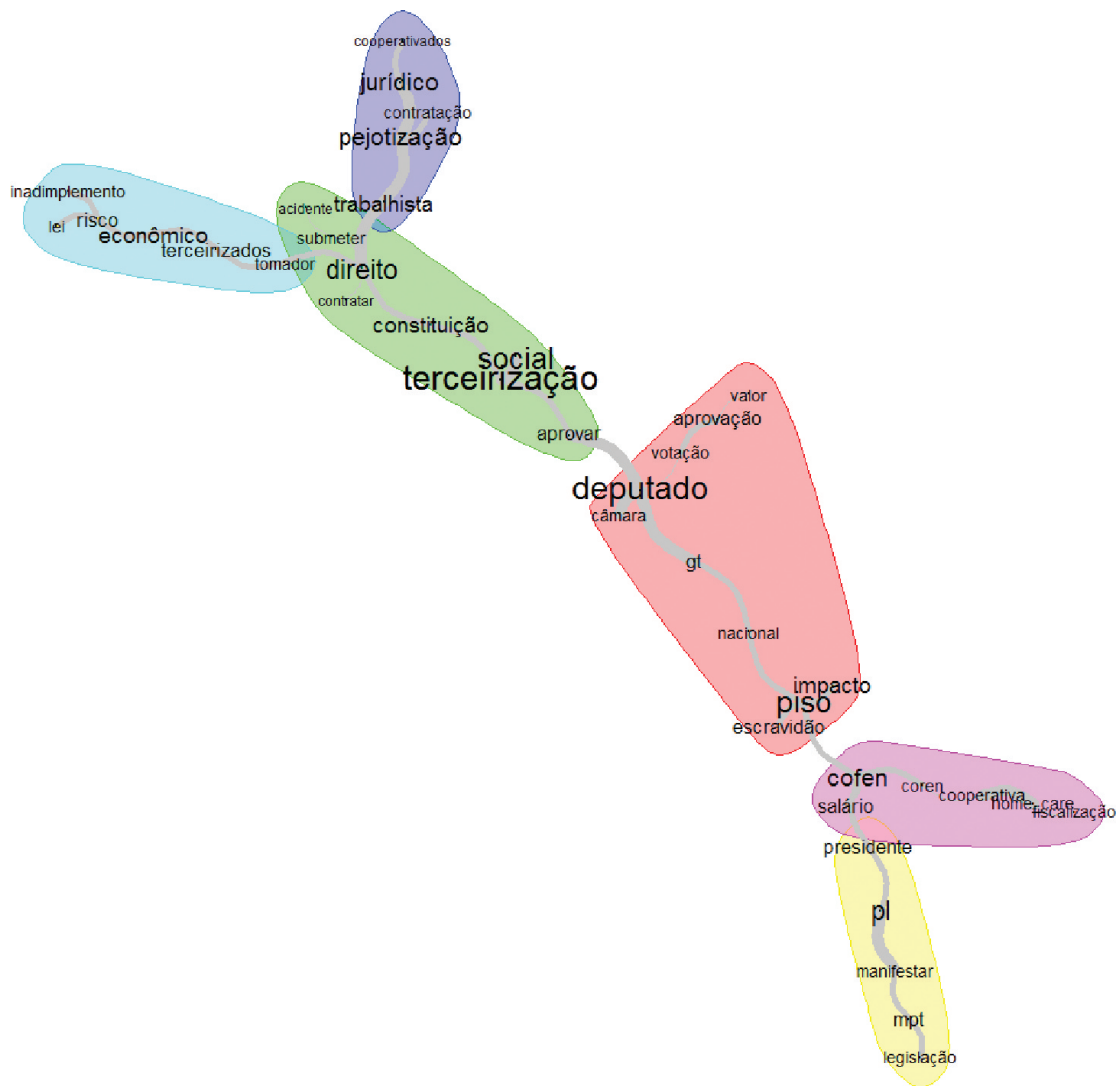 cooperativados
jurídico
contratação
pejotização
trabalhista
inadimplemento
lei
risco
econômico
terceirizados
tomador
acidente
submeter
direito
contratar
constituição
social
terceirização
aprovar
valor
aprovação
votação
deputado
câmara
gt
nacional
impacto
piso
escravidão
cofen
coren
salário
cooperativa
home_care
fiscalização
presidente
pl
manifestar
mpt
legislação